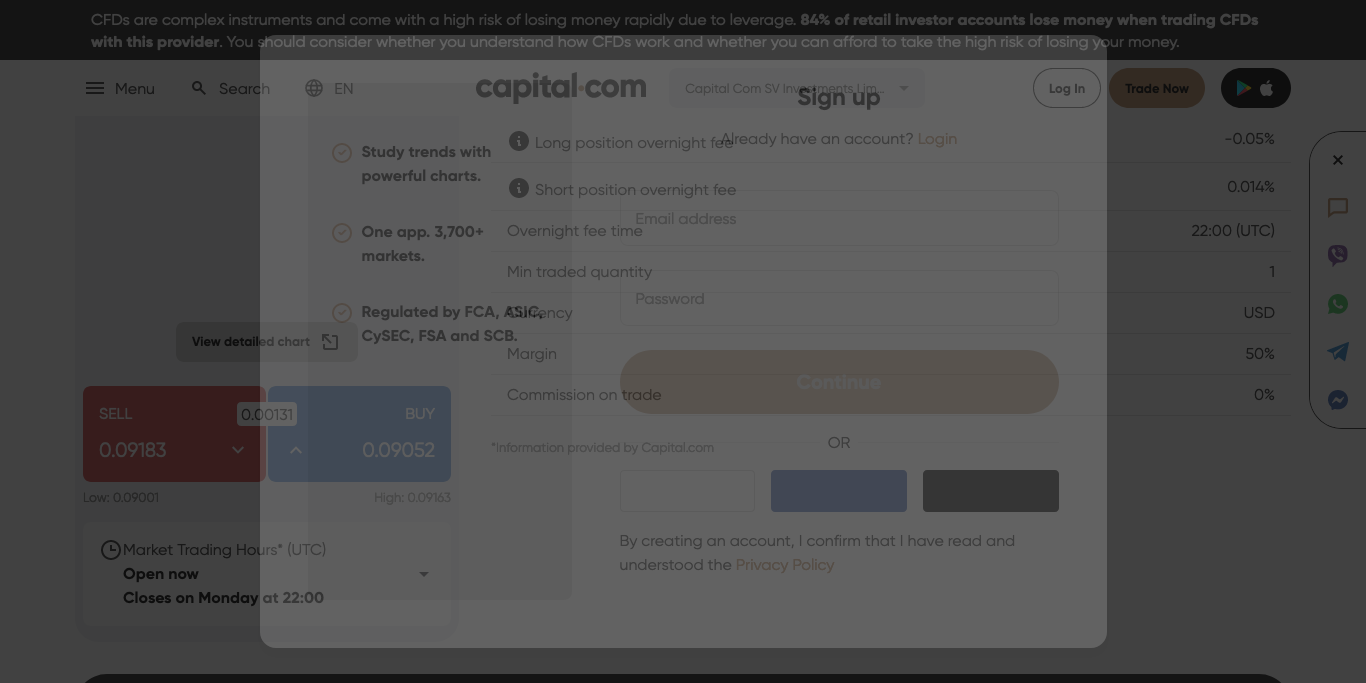 CFDs are complex instruments and come with a high risk of losing money rapidly due to leverage. 84% of retail investor accounts lose money when trading CFDs
with this provider. You should consider whether you understand how CFDs work and whether you can afford to take the high risk of losing your money.
Menu
Search
EN
capital.com
Capital Com SV Investments Lim...
Log In
Trade Now
Sign up
Already have an account? Login
Study trends with
powerful charts.
One app. 3,700+
markets.
Regulated by FCA, ASIC,
CySEC, FSA and SCB.
Email address
Password
Continue
OR
By creating an account, I confirm that I have read and
understood the Privacy Policy
Long position overnight fee
-0.05%
Short position overnight fee
0.014%
Overnight fee time
22:00 (UTC)
Min traded quantity
1
Currency
USD
Margin
50%
Commission on trade
0%
*Information provided by Capital.com
View detailed chart
SELL
0.09183
0.00131
BUY
0.09052
Low: 0.09001
High: 0.09163
Market Trading Hours* (UTC)
Open now
Closes on Monday at 22:00